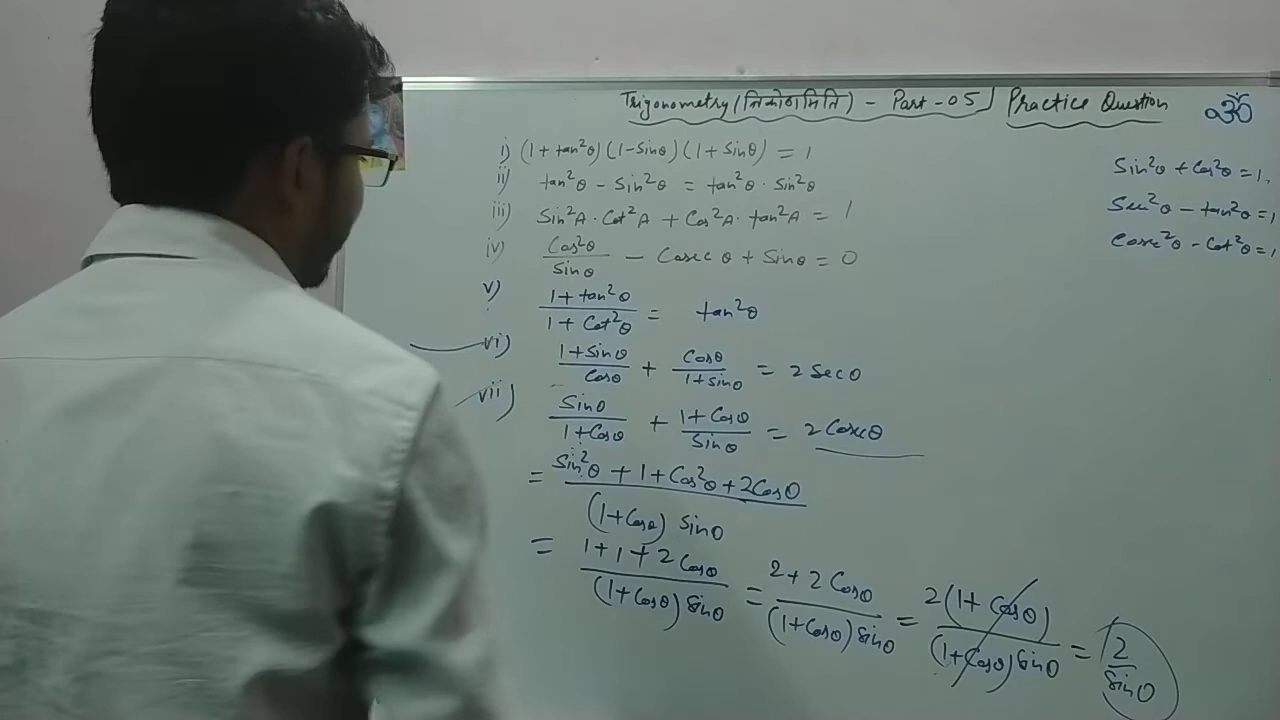 Trigonometry (त्रिकोणमिति) - Part - 05 / Practice Question
ॐ
i) (1 + tan²θ) (1-sinθ) (1 + sinθ) = 1
ii) tan²θ - sin²θ = tan²θ · sin²θ
iii) Sin²A · Cot²A + Cos²A · tan²A = 1
iv) Cos²θ / Sinθ - Cosec θ + Sinθ = 0
v) 1 + tan²θ / 1 + Cot²θ = tan²θ
vi) 1 + Sinθ / Cosθ + Cosθ / 1 + sinθ = 2 Secθ
vii) Sinθ / 1 + Cosθ + 1 + Cosθ / Sinθ = 2 Cosecθ
= Sin²θ + 1 + Cos²θ + 2Cosθ / (1 + Cosθ) Sinθ
= 1 + 1 + 2 Cosθ / (1 + Cosθ) Sinθ = 2 + 2 Cosθ / (1 + Cosθ) Sinθ = 2 (1 + Cosθ) / (1 + Cosθ) Sinθ = 2 / Sinθ
Sin²θ + Cos²θ = 1,
Sec²θ - tan²θ = 1
Cosec²θ - Cot²θ = 1